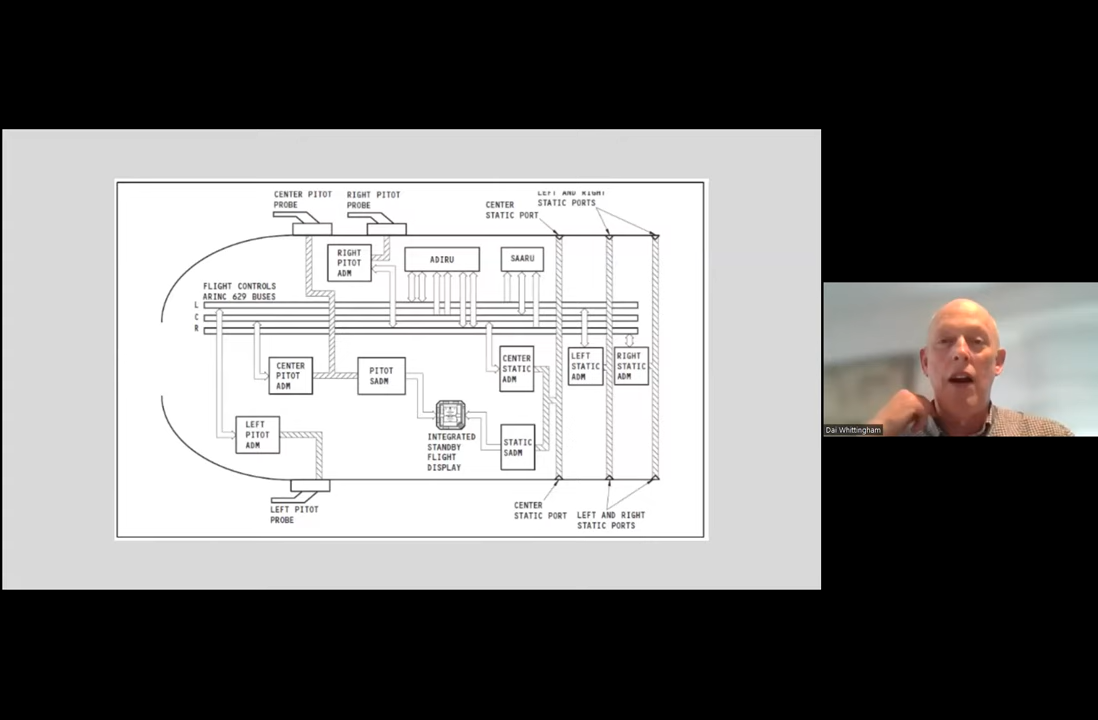 CENTER PITOT
PROBE
RIGHT PITOT
PROBE
CENTER
STATIC PORT
LEFT AND RIGHT
STATIC PORTS
RIGHT
PITOT
ADM
ADIRU
SAARU
FLIGHT CONTROLS
ARINC 629 BUSES
L
C
R
CENTER
PITOT
ADM
PITOT
SADM
CENTER
STATIC
ADM
LEFT
STATIC
ADM
RIGHT
STATIC
ADM
LEFT
PITOT
ADM
INTEGRATED
STANDBY
FLIGHT
DISPLAY
STATIC
SADM
LEFT PITOT
PROBE
CENTER
STATIC PORT
LEFT AND RIGHT
STATIC PORTS
Dai Whittingham